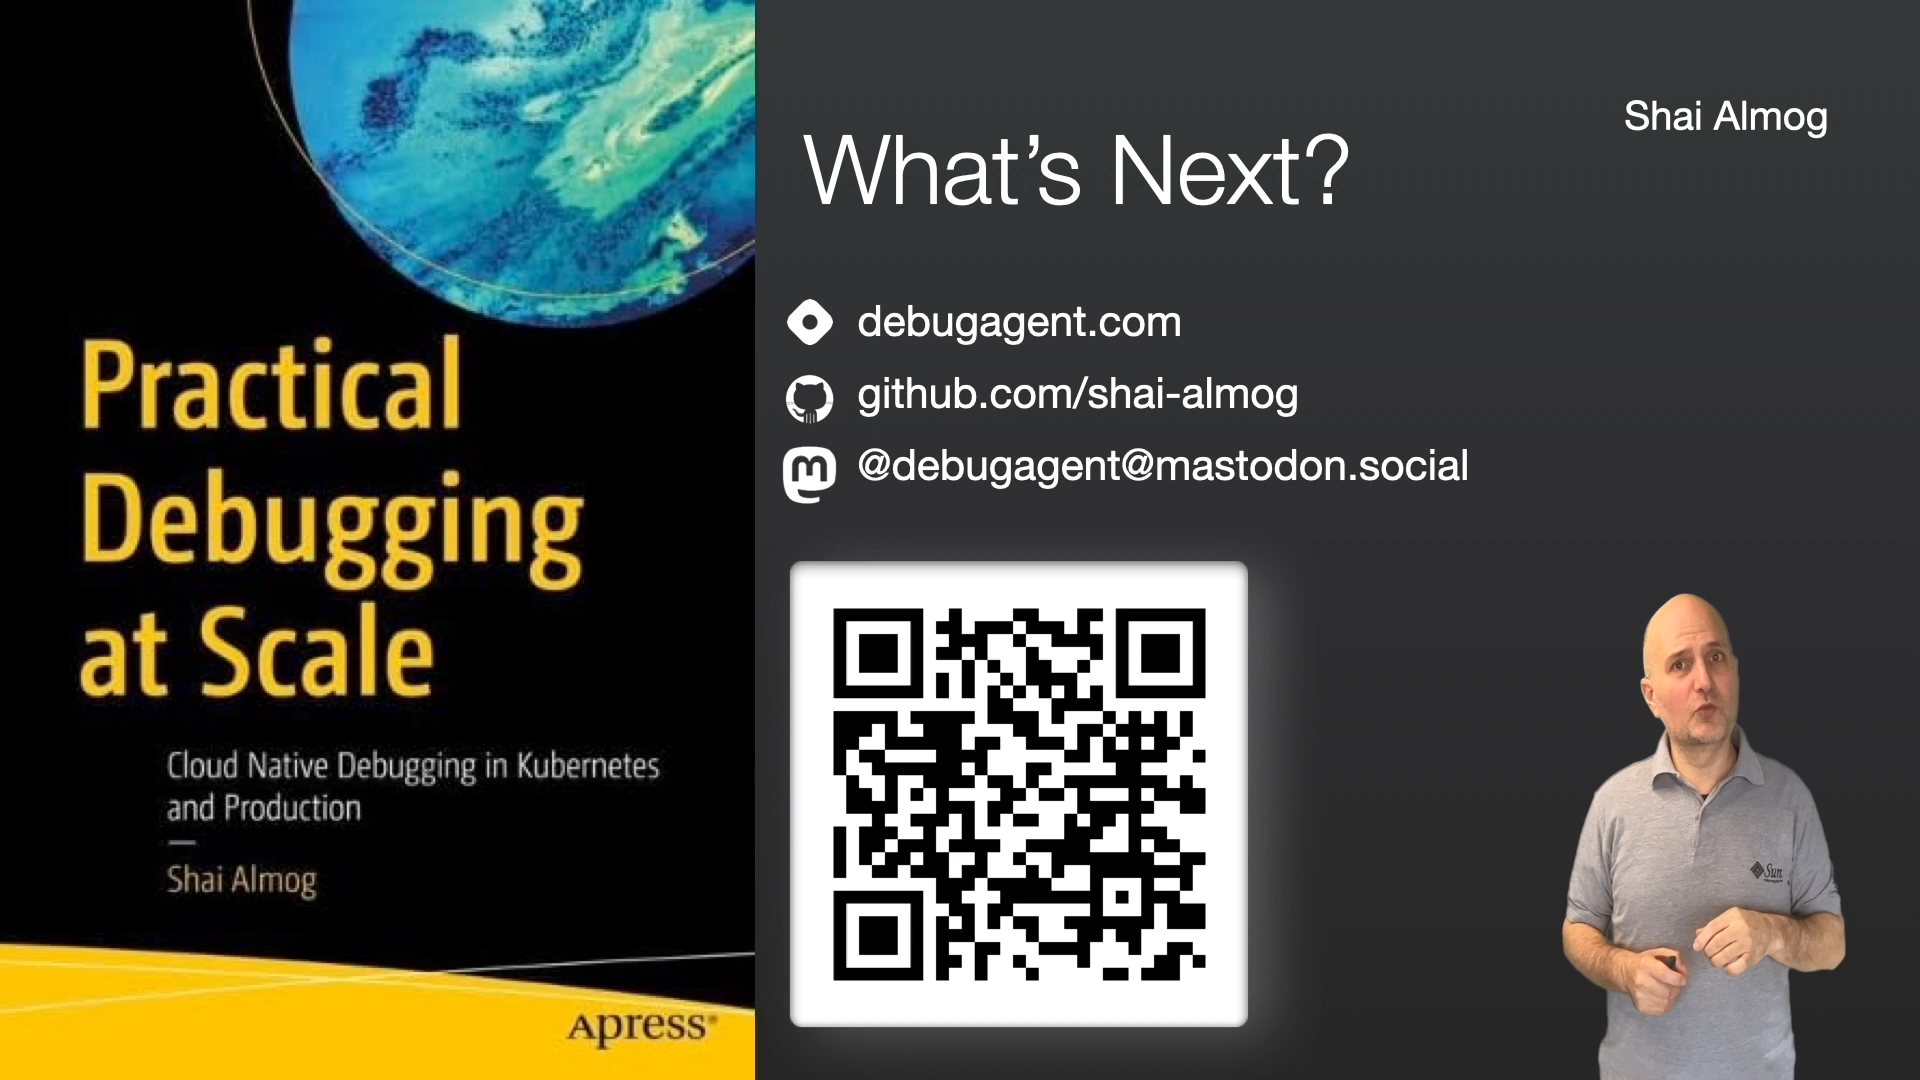 Practical
Debugging
at Scale
Cloud Native Debugging in Kubernetes
and Production
Shai Almog
Apress®
Shai Almog
What's Next?
debugagent.com
github.com/shai-almog
@debugagent@mastodon.social
Sun